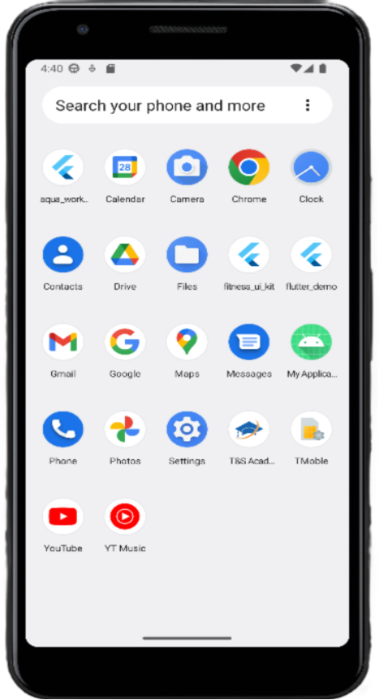 4:40
Search your phone and more
28
aqua_work..
Calendar
Camera
Chrome
Clock
Contacts
Drive
Files
fitness_ui_kit
flutter_demo
Gmail
Google
Maps
Messages
My Applica...
Phone
Photos
Settings
T&S Acad...
TMoble
YouTube
YT Music